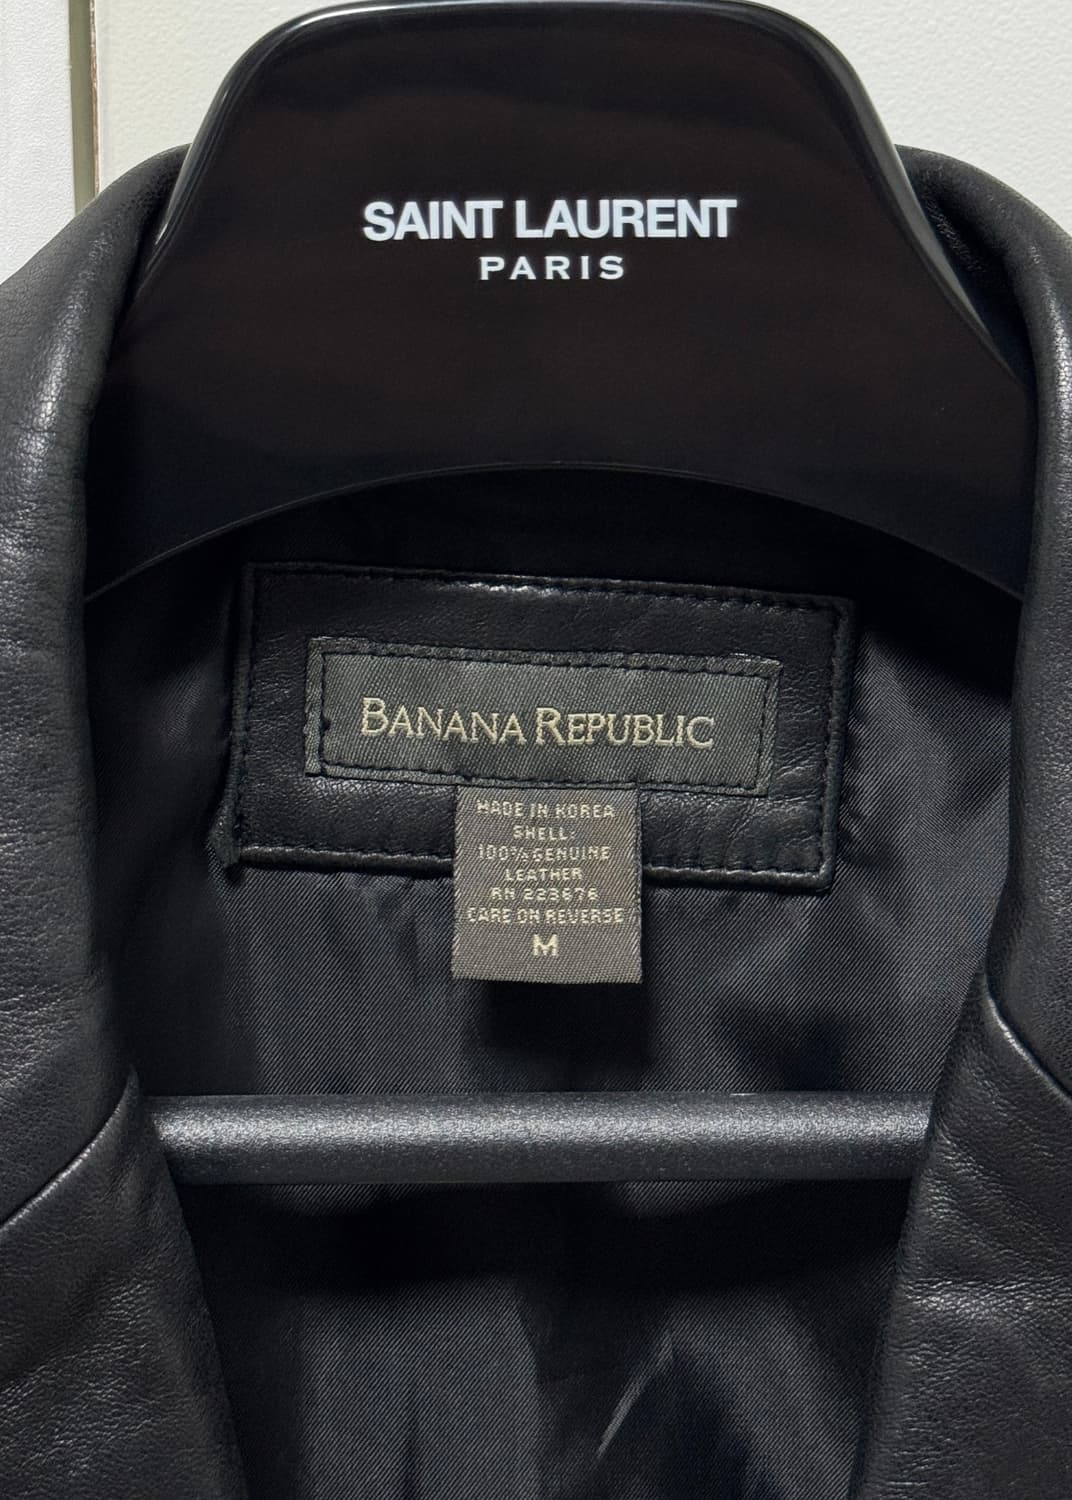 SAINT LAURENT
PARIS
BANANA REPUBLIC
MADE IN KOREA
SHELL:
100% GENUINE
LEATHER
RN 223676
CARE ON REVERSE
M